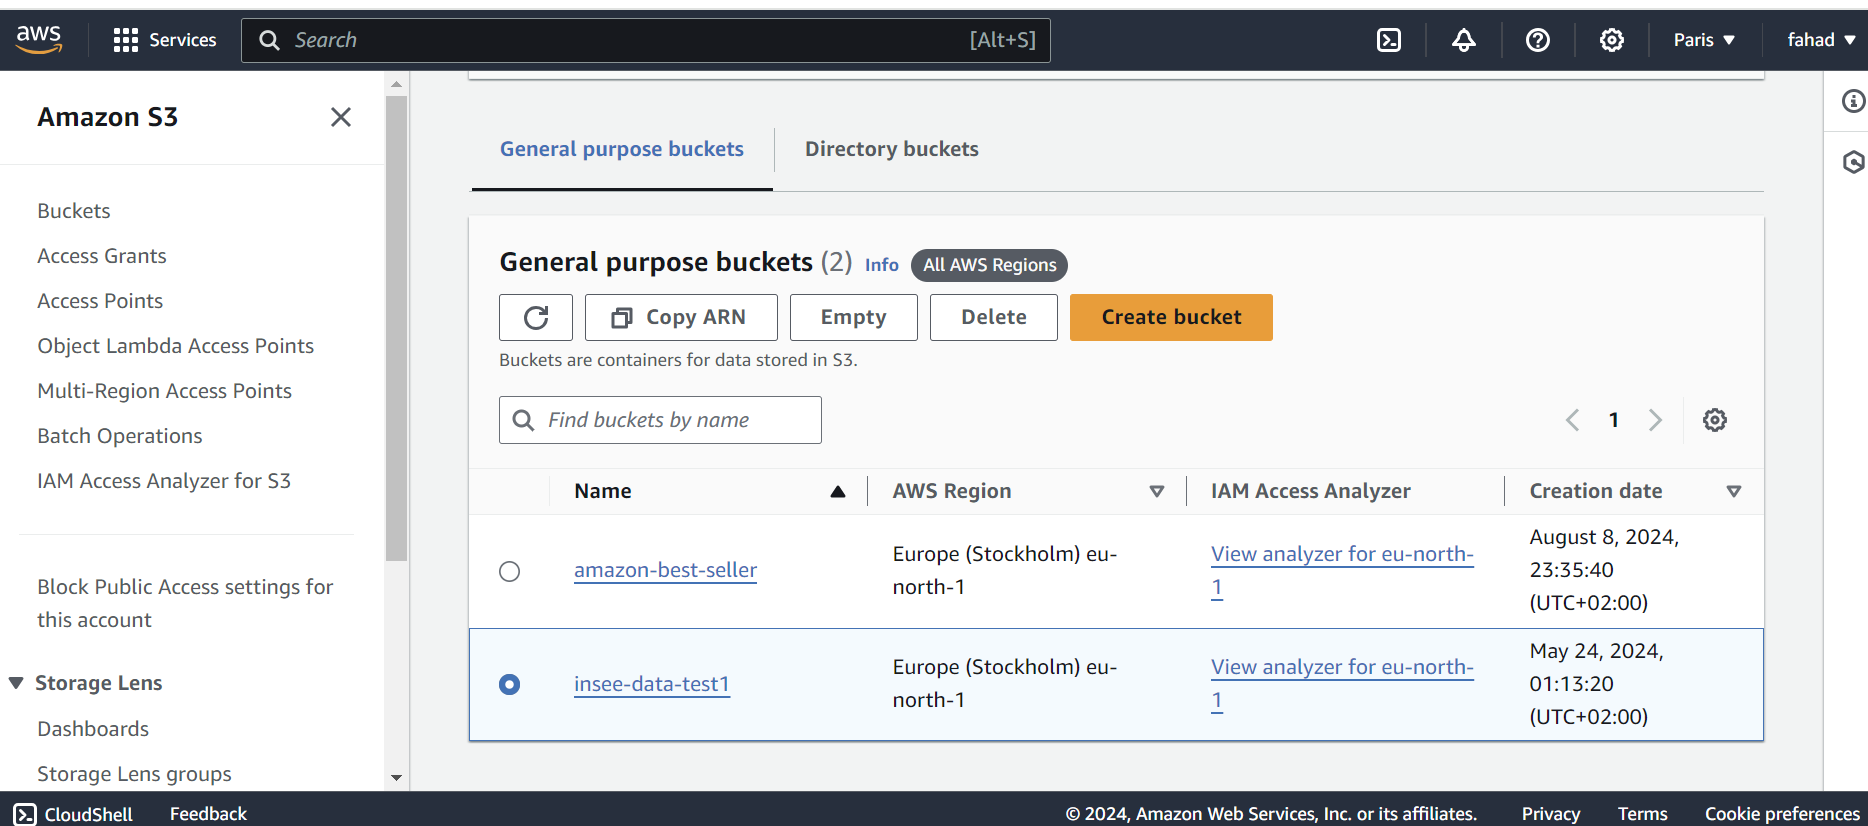 aws
Services
Search
[Alt+S]
Paris
fahad
Amazon S3
Buckets
Access Grants
Access Points
Object Lambda Access Points
Multi-Region Access Points
Batch Operations
IAM Access Analyzer for S3
Block Public Access settings for
this account
Storage Lens
Dashboards
Storage Lens groups
General purpose buckets
Directory buckets
General purpose buckets (2) Info All AWS Regions
Copy ARN
Empty
Delete
Create bucket
Buckets are containers for data stored in S3.
Find buckets by name
1
Name
AWS Region
IAM Access Analyzer
Creation date
amazon-best-seller
Europe (Stockholm) eu-
north-1
View analyzer for eu-north-
1
August 8, 2024,
23:35:40
(UTC+02:00)
insee-data-test1
Europe (Stockholm) eu-
north-1
View analyzer for eu-north-
1
May 24, 2024,
01:13:20
(UTC+02:00)
CloudShell
Feedback
© 2024, Amazon Web Services, Inc. or its affiliates.
Privacy
Terms
Cookie preferences